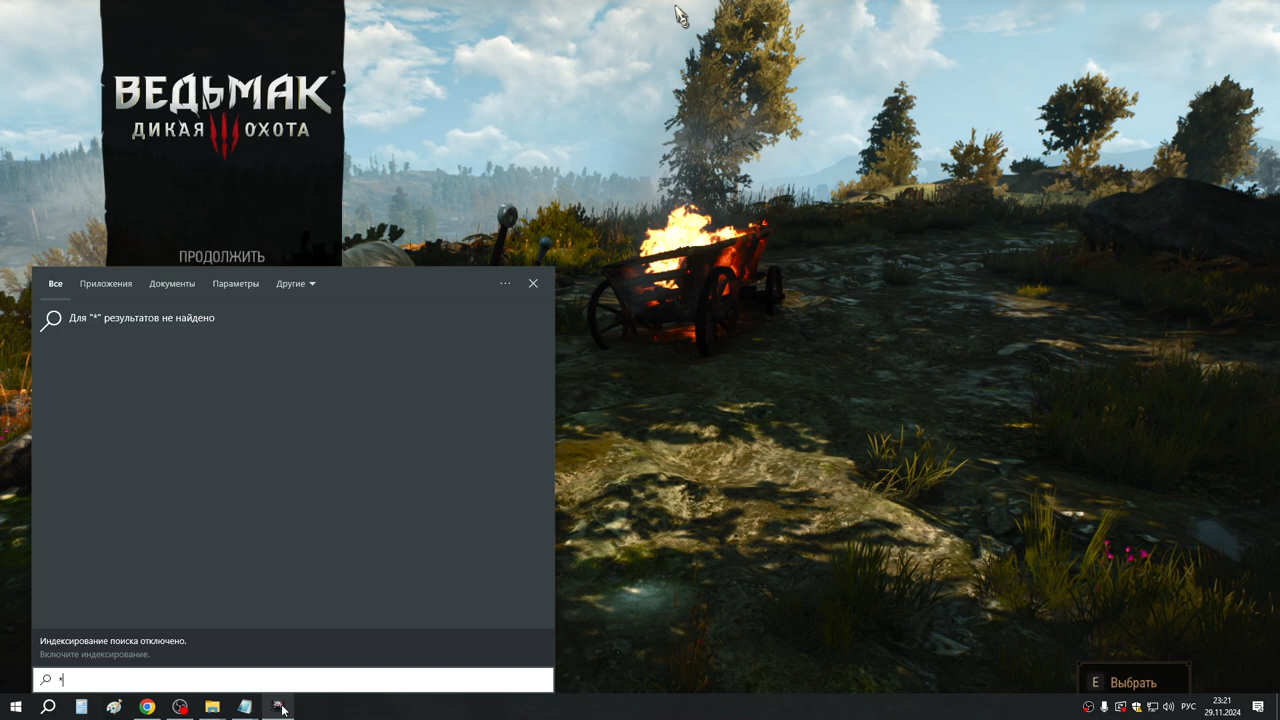 ВЕДЬМАК
ДИКАЯ ОХОТА
ПРОДОЛЖИТЬ
Все Приложения Документы Параметры Другие
Для "*" результатов не найдено
Индексирование поиска отключено.
Включите индексирование.
*
E Выбрать
РУС
23:21
29.11.2024